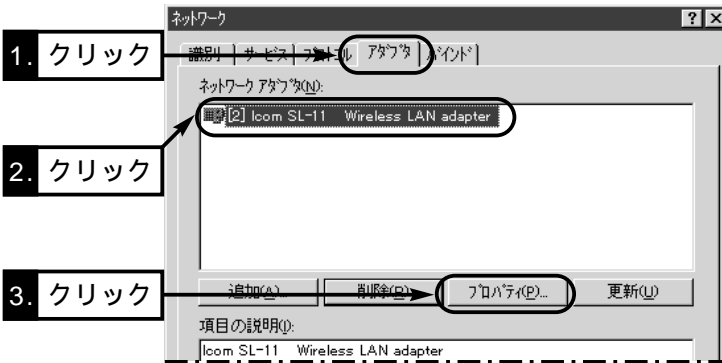 ネットワーク
1. クリック
識別 サービス プロトコル アダプタ バインド
ネットワーク アダプタ(N):
[2] Icom SL-11 Wireless LAN adapter
2. クリック
3. クリック
追加(A)... 削除(R) プロパティ(P)... 更新(U)
項目の説明(I):
Icom SL-11 Wireless LAN adapter